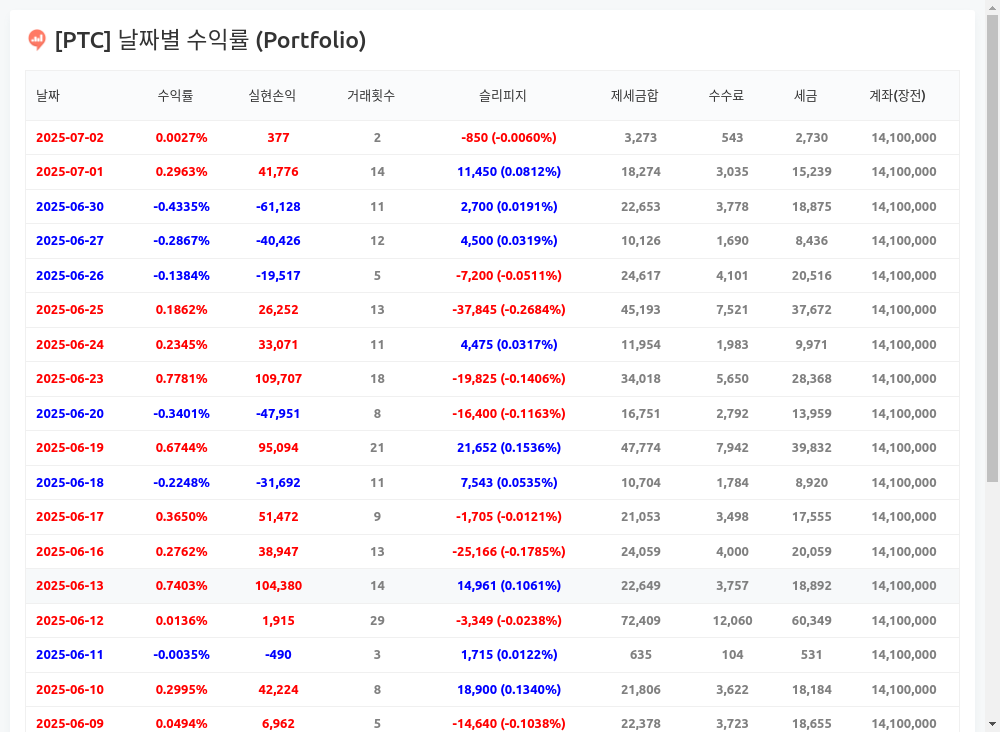 [PTC] 날짜별 수익률 (Portfolio)
날짜 수익률 실현손익 거래횟수 슬리피지 제세금합 수수료 세금 계좌(장전)
2025-07-02 0.0027% 377 2 -850 (-0.0060%) 3,273 543 2,730 14,100,000
2025-07-01 0.2963% 41,776 14 11,450 (0.0812%) 18,274 3,035 15,239 14,100,000
2025-06-30 -0.4335% -61,128 11 2,700 (0.0191%) 22,653 3,778 18,875 14,100,000
2025-06-27 -0.2867% -40,426 12 4,500 (0.0319%) 10,126 1,690 8,436 14,100,000
2025-06-26 -0.1384% -19,517 5 -7,200 (-0.0511%) 24,617 4,101 20,516 14,100,000
2025-06-25 0.1862% 26,252 13 -37,845 (-0.2684%) 45,193 7,521 37,672 14,100,000
2025-06-24 0.2345% 33,071 11 4,475 (0.0317%) 11,954 1,983 9,971 14,100,000
2025-06-23 0.7781% 109,707 18 -19,825 (-0.1406%) 34,018 5,650 28,368 14,100,000
2025-06-20 -0.3401% -47,951 8 -16,400 (-0.1163%) 16,751 2,792 13,959 14,100,000
2025-06-19 0.6744% 95,094 21 21,652 (0.1536%) 47,774 7,942 39,832 14,100,000
2025-06-18 -0.2248% -31,692 11 7,543 (0.0535%) 10,704 1,784 8,920 14,100,000
2025-06-17 0.3650% 51,472 9 -1,705 (-0.0121%) 21,053 3,498 17,555 14,100,000
2025-06-16 0.2762% 38,947 13 -25,166 (-0.1785%) 24,059 4,000 20,059 14,100,000
2025-06-13 0.7403% 104,380 14 14,961 (0.1061%) 22,649 3,757 18,892 14,100,000
2025-06-12 0.0136% 1,915 29 -3,349 (-0.0238%) 72,409 12,060 60,349 14,100,000
2025-06-11 -0.0035% -490 3 1,715 (0.0122%) 635 104 531 14,100,000
2025-06-10 0.2995% 42,224 8 18,900 (0.1340%) 21,806 3,622 18,184 14,100,000
2025-06-09 0.0494% 6,962 5 -14,640 (-0.1038%) 22,378 3,723 18,655 14,100,000